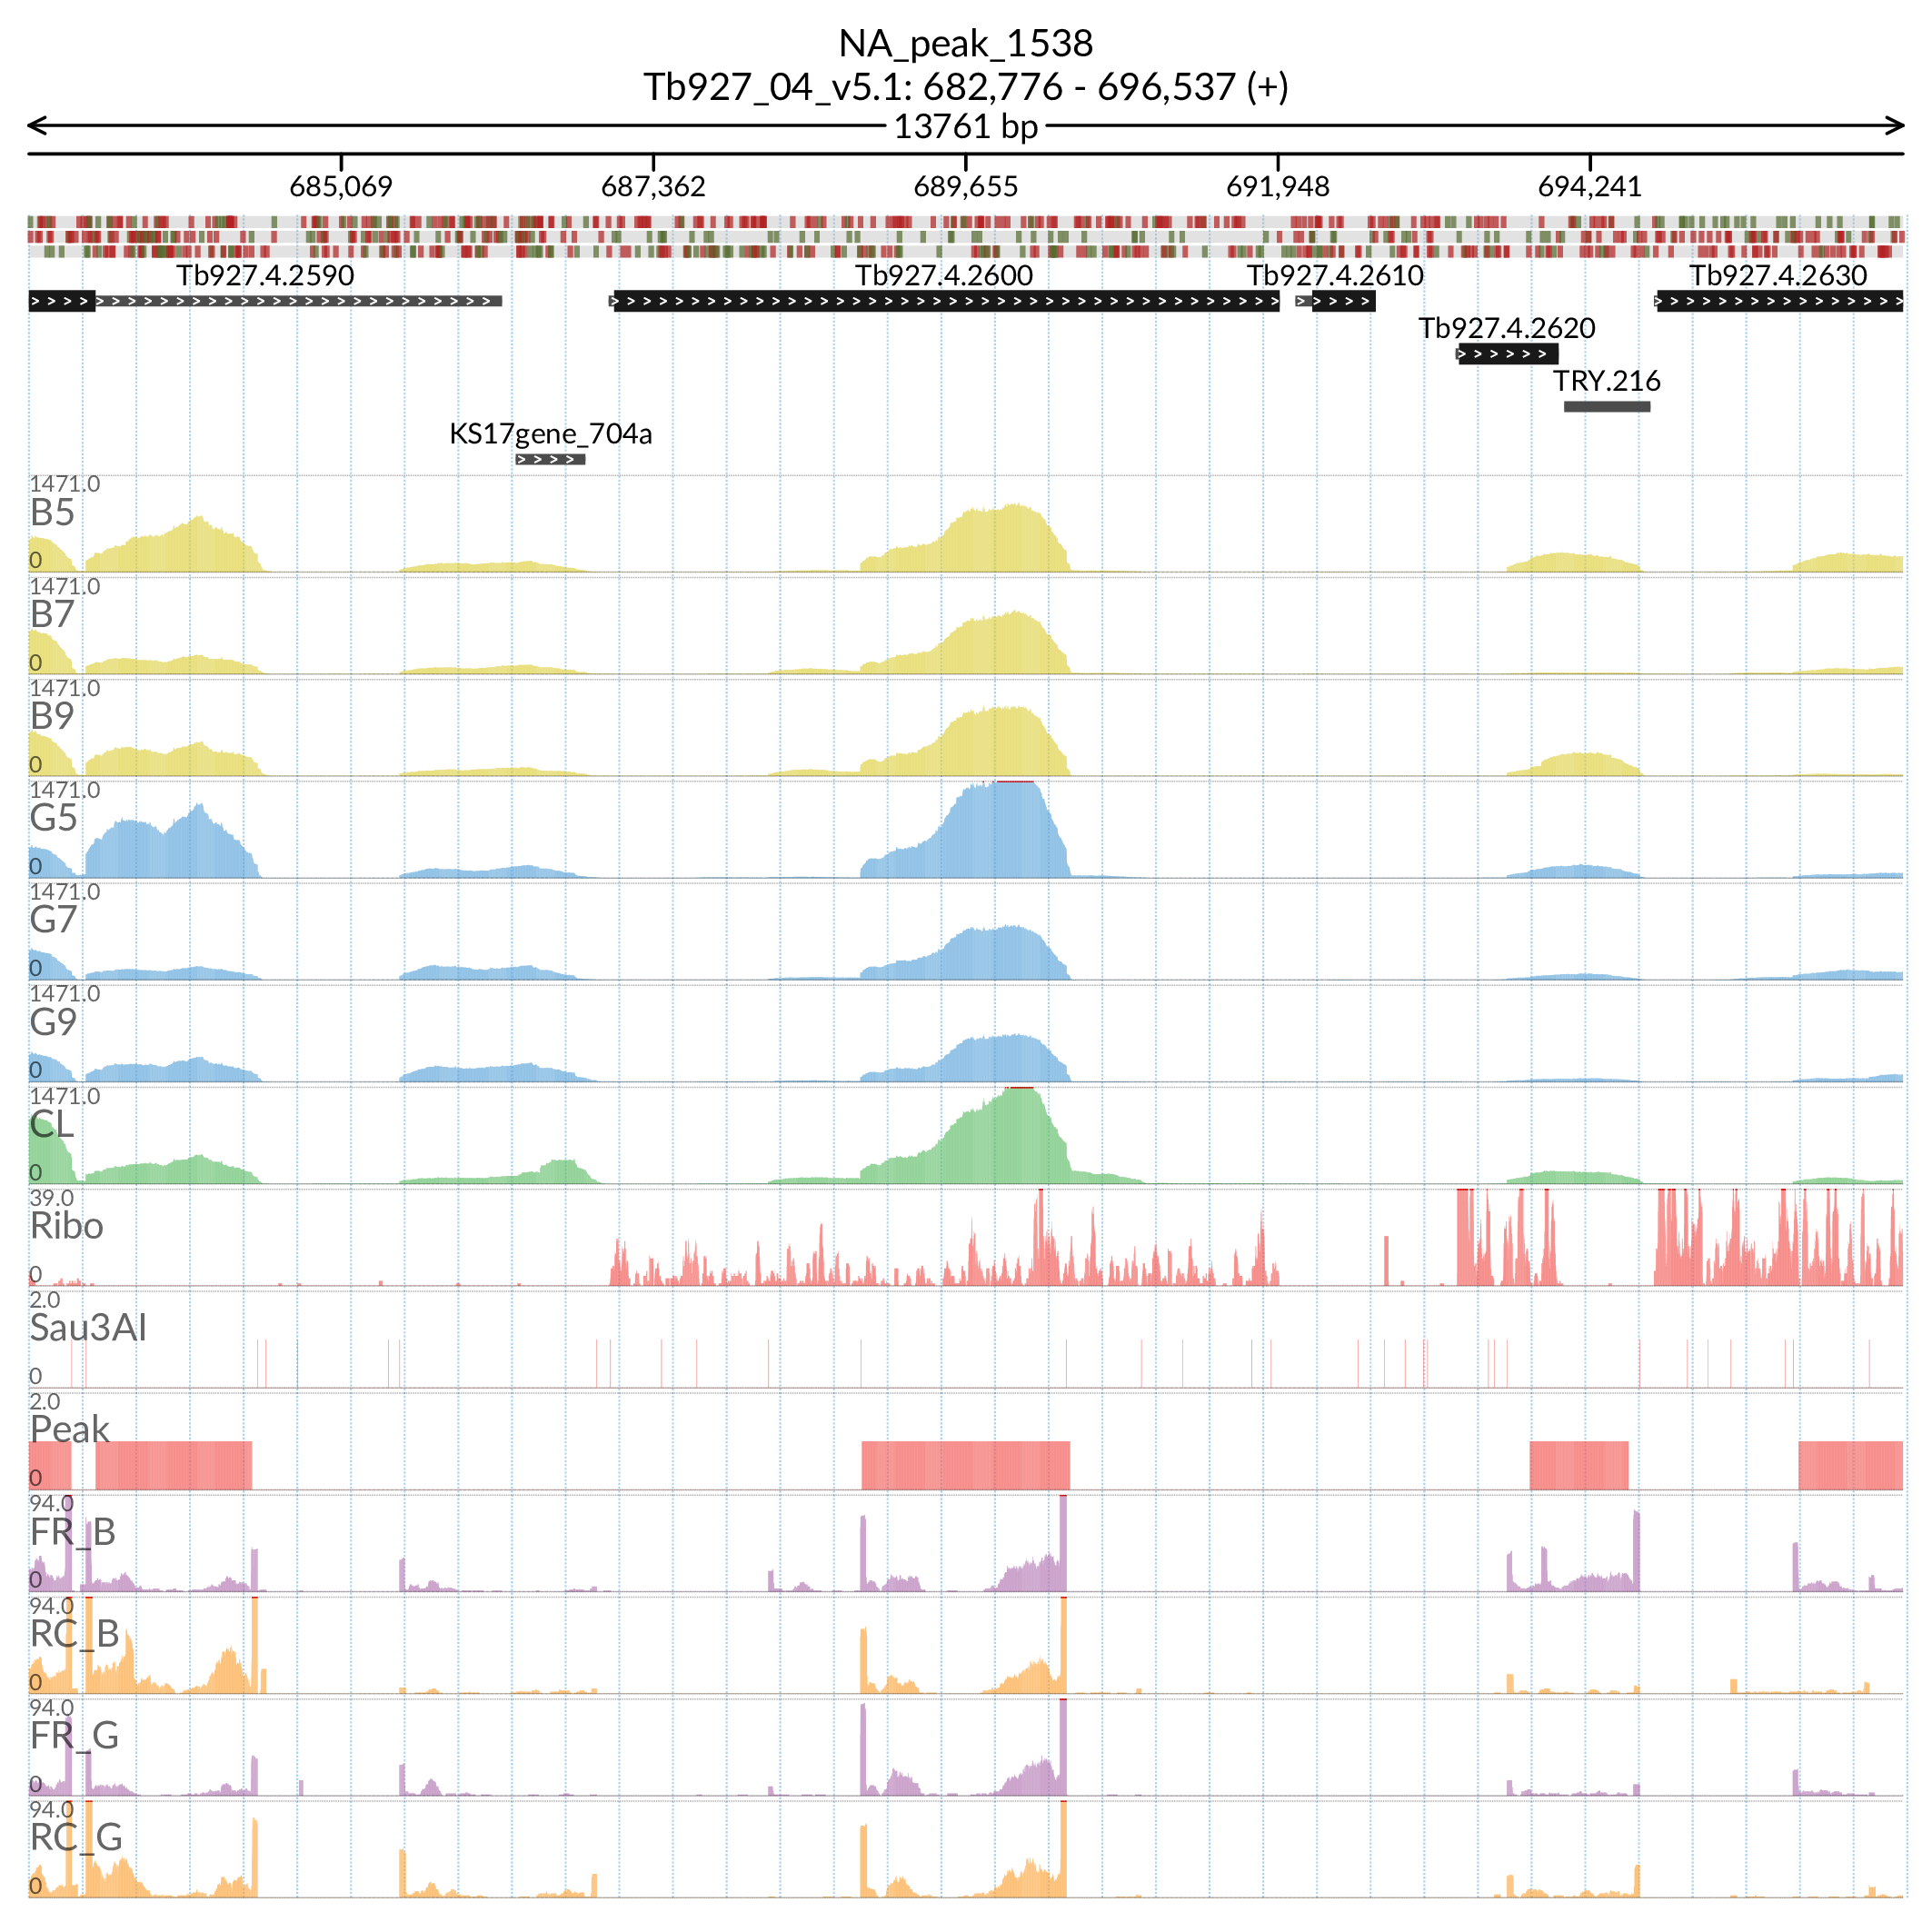 NA_peak_1538
Tb927_04_v5.1: 682,776 - 696,537 (+)
13761 bp
685,069 687,362 689,655 691,948 694,241
Tb927.4.2590 Tb927.4.2600 Tb927.4.2610 Tb927.4.2630
Tb927.4.2620
TRY.216
KS17gene_704a
1471.0
B5
0
1471.0
B7
0
1471.0
B9
0
1471.0
G5
0
1471.0
G7
0
1471.0
G9
0
1471.0
CL
0
39.0
Ribo
0
2.0
Sau3AI
0
2.0
Peak
0
94.0
FR_B
0
94.0
RC_B
0
94.0
FR_G
0
94.0
RC_G
0